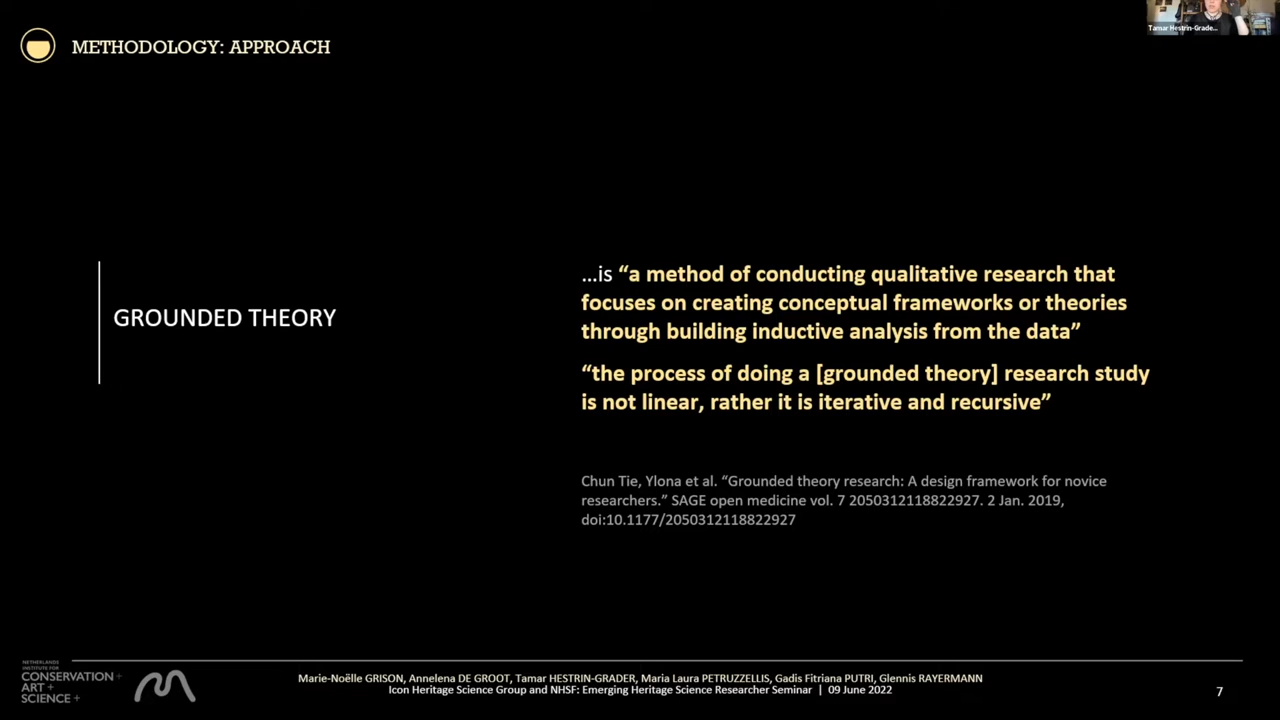 METHODOLOGY: APPROACH
Tamar Hestrin-Grade...
GROUNDED THEORY
...is “a method of conducting qualitative research that
focuses on creating conceptual frameworks or theories
through building inductive analysis from the data”
“the process of doing a [grounded theory] research study
is not linear, rather it is iterative and recursive”
Chun Tie, Ylona et al. “Grounded theory research: A design framework for novice
researchers.” SAGE open medicine vol. 7 2050312118822927. 2 Jan. 2019,
doi:10.1177/2050312118822927
NETHERLANDS
INSTITUTE FOR
CONSERVATION+
ART+
SCIENCE+
Marie-Noëlle GRISON, Annelena DE GROOT, Tamar HESTRIN-GRADER, Maria Laura PETRUZZELLIS, Gadis Fitriana PUTRI, Glennis RAYERMANN
Icon Heritage Science Group and NHSF: Emerging Heritage Science Researcher Seminar | 09 June 2022
7